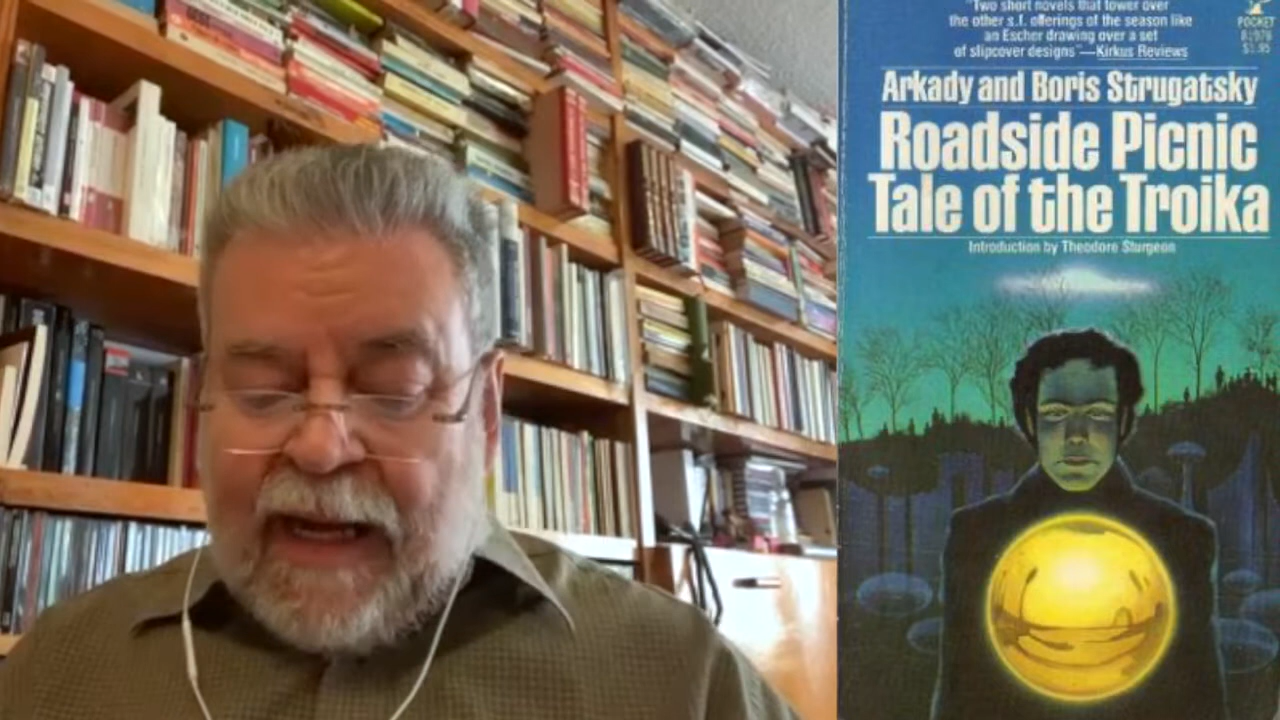 "Two short novels that tower over
the other s.f. offerings of the season like
an Escher drawing over a set
of slipcover designs"—Kirkus Reviews
POCKET
$1.95
Arkady and Boris Strugatsky
Roadside Picnic
Tale of the Troika
Introduction by Theodore Sturgeon